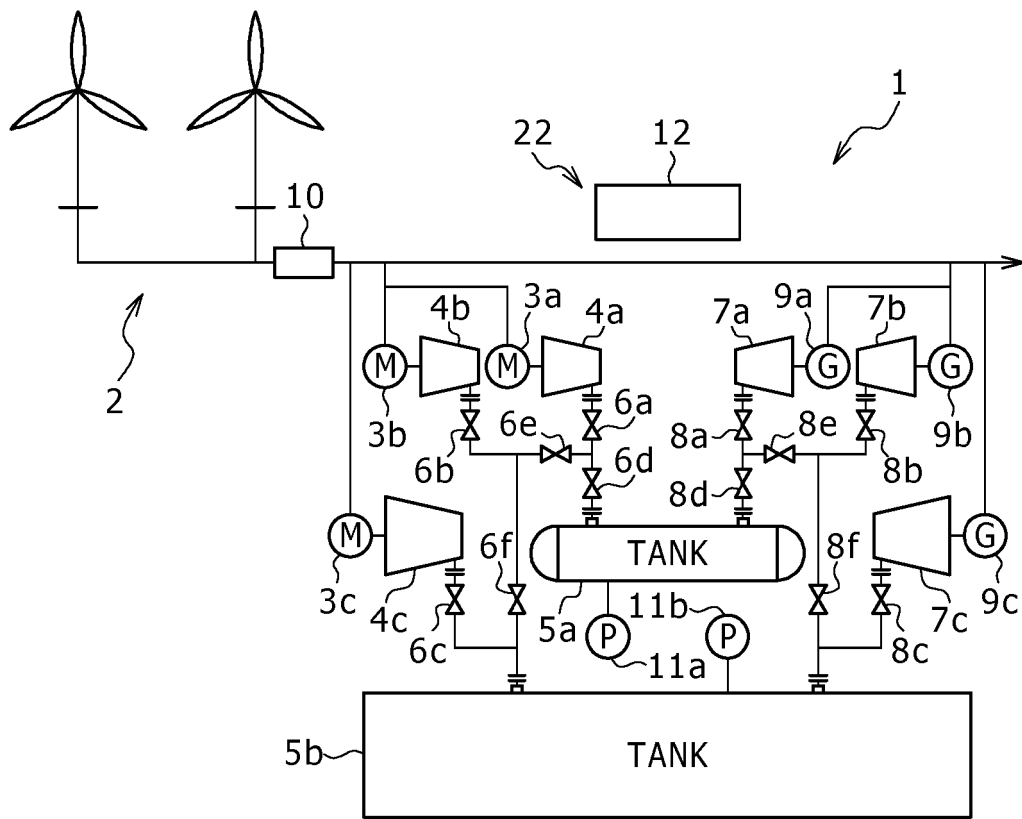 1
22 12
10
4b 3a 4a 7a 9a 7b
M M G G
2 3b 6b 6e 6a 8a 8e 8b 9b
6d 8d
M TANK G
3c 4c 6c 6f 5a 11b 8f 8c 7c 9c
P P
11a
5b TANK